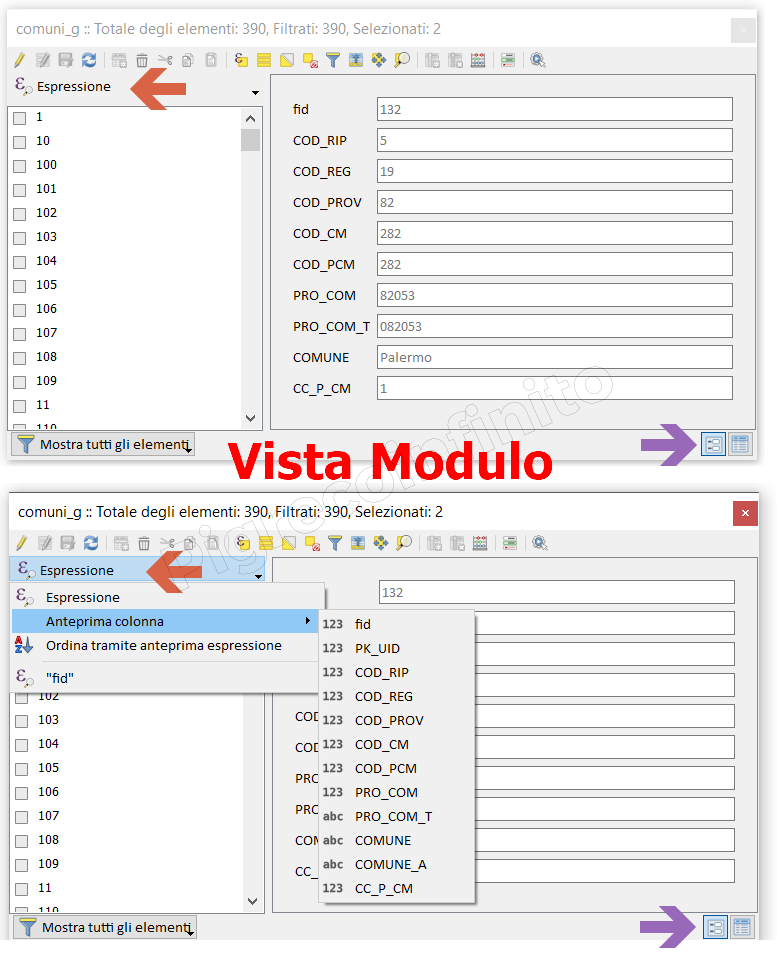 comuni_g :: Totale degli elementi: 390, Filtrati: 390, Selezionati: 2
Espressione
1
10
100
101
102
103
104
105
106
107
108
109
11
110
fid 132
COD_RIP 5
COD_REG 19
COD_PROV 82
COD_CM 282
COD_PCM 282
PRO_COM 82053
PRO_COM_T 082053
COMUNE Palermo
CC_P_CM 1
Mostra tutti gli elementi
Vista Modulo
Pigrecoinfinito
comuni_g :: Totale degli elementi: 390, Filtrati: 390, Selezionati: 2
Espressione
Espressione
Anteprima colonna
Ordina tramite anteprima espressione
"fid"
123 fid
123 PK_UID
123 COD_RIP
123 COD_REG
123 COD_PROV
123 COD_CM
123 COD_PCM
123 PRO_COM
abc PRO_COM_T
abc COMUNE
abc COMUNE_A
123 CC_P_CM
102
103
104
105
106
107
108
109
11
110
132
COD
COD
PRO
PRO
COM
CC_
Mostra tutti gli elementi